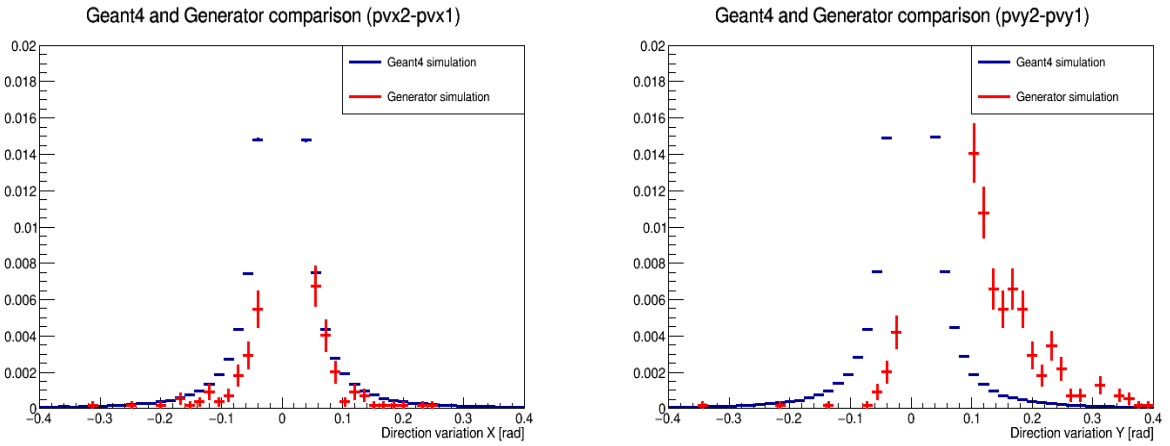 Geant4 and Generator comparison (pvx2-pvx1)
Geant4 simulation
Generator simulation
0.02
0.018
0.016
0.014
0.012
0.01
0.008
0.006
0.004
0.002
0
−0.4 −0.3 −0.2 −0.1 0 0.1 0.2 0.3 0.4
Direction variation X [rad]
Geant4 and Generator comparison (pvy2-pvy1)
Geant4 simulation
Generator simulation
0.02
0.018
0.016
0.014
0.012
0.01
0.008
0.006
0.004
0.002
0
−0.4 −0.3 −0.2 −0.1 0 0.1 0.2 0.3 0.4
Direction variation Y [rad]